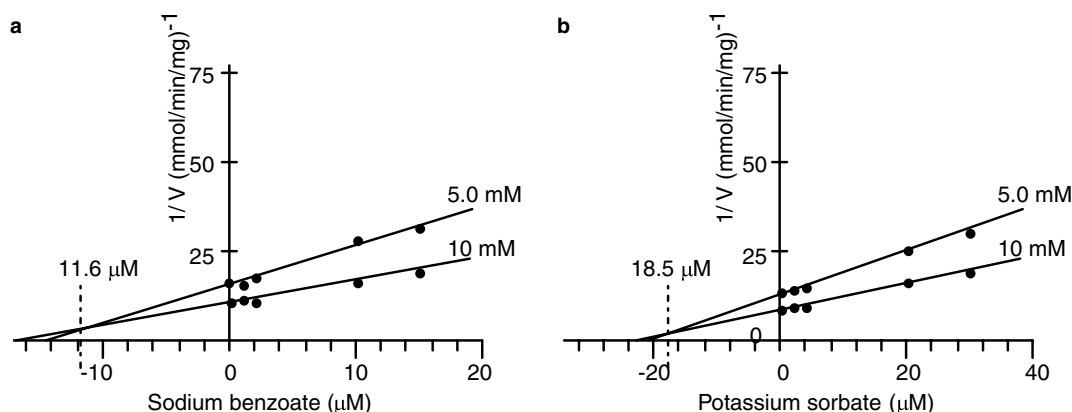 a
1/ V (mmol/min/mg)-1
75
50
25
5.0 mM
10 mM
11.6 μM
-10
0
10
20
Sodium benzoate (μM)
b
1/ V (mmol/min/mg)-1
75
50
25
0
5.0 mM
10 mM
18.5 μM
-20
0
20
40
Potassium sorbate (μM)